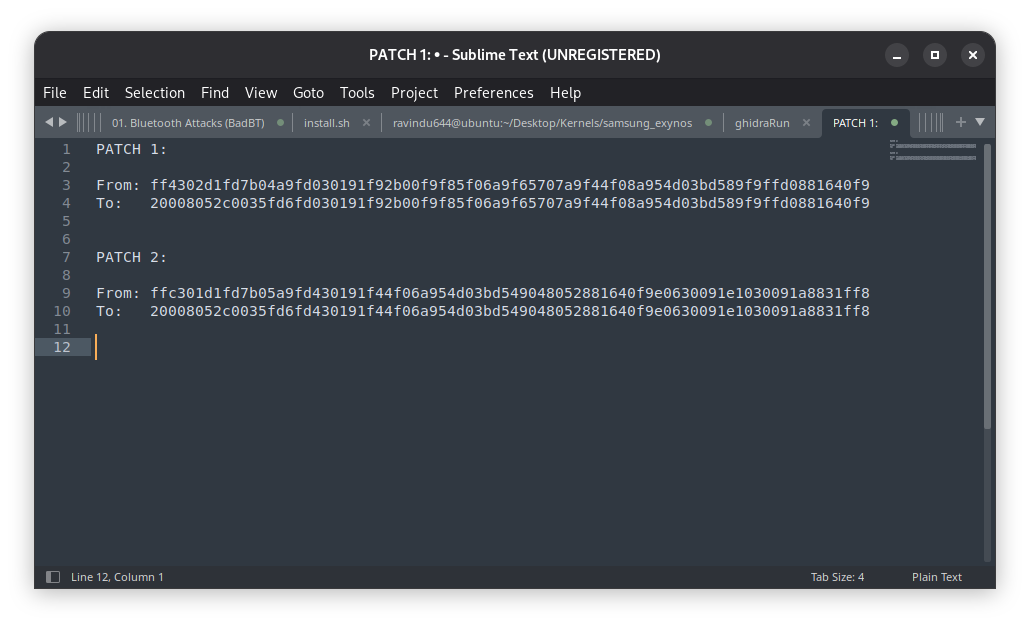 PATCH 1: • - Sublime Text (UNREGISTERED)
File Edit Selection Find View Goto Tools Project Preferences Help
01. Bluetooth Attacks (BadBT) install.sh ravindu644@ubuntu:~/Desktop/Kernels/samsung_exynos ghidraRun PATCH 1:
1 PATCH 1:
2
3 From: ff4302d1fd7b04a9fd030191f92b00f9f85f06a9f65707a9f44f08a954d03bd589f9ffd0881640f9
4 To: 20008052c0035fd6fd030191f92b00f9f85f06a9f65707a9f44f08a954d03bd589f9ffd0881640f9
5
6
7 PATCH 2:
8
9 From: ffc301d1fd7b05a9fd430191f44f06a954d03bd549048052881640f9e0630091e1030091a8831ff8
10 To: 20008052c0035fd6fd430191f44f06a954d03bd549048052881640f9e0630091e1030091a8831ff8
11
12
Line 12, Column 1 Tab Size: 4 Plain Text